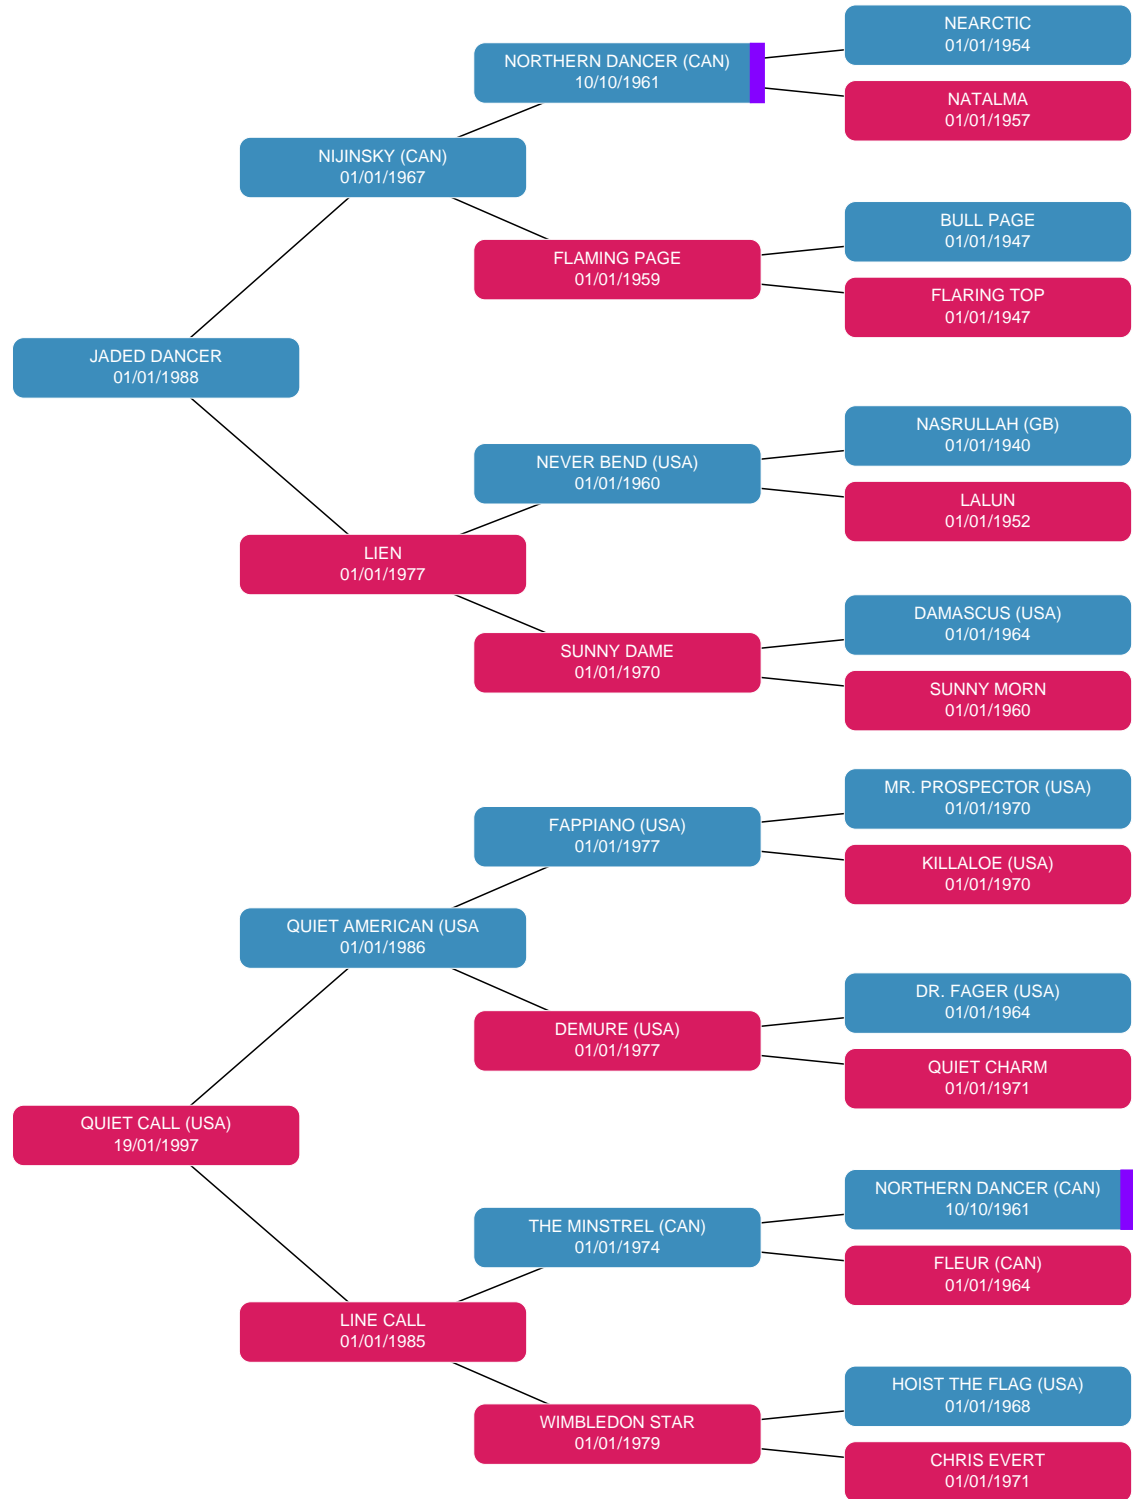 NEARCTIC
01/01/1954
NORTHERN DANCER (CAN)
10/10/1961
NATALMA
01/01/1957
NIJINSKY (CAN)
01/01/1967
BULL PAGE
01/01/1947
FLAMING PAGE
01/01/1959
FLARING TOP
01/01/1947
JADED DANCER
01/01/1988
NASRULLAH (GB)
01/01/1940
NEVER BEND (USA)
01/01/1960
LALUN
01/01/1952
LIEN
01/01/1977
DAMASCUS (USA)
01/01/1964
SUNNY DAME
01/01/1970
SUNNY MORN
01/01/1960
MR. PROSPECTOR (USA)
01/01/1970
FAPPIANO (USA)
01/01/1977
KILLALOE (USA)
01/01/1970
QUIET AMERICAN (USA
01/01/1986
DR. FAGER (USA)
01/01/1964
DEMURE (USA)
01/01/1977
QUIET CHARM
01/01/1971
QUIET CALL (USA)
19/01/1997
NORTHERN DANCER (CAN)
10/10/1961
THE MINSTREL (CAN)
01/01/1974
FLEUR (CAN)
01/01/1964
LINE CALL
01/01/1985
HOIST THE FLAG (USA)
01/01/1968
WIMBLEDON STAR
01/01/1979
CHRIS EVERT
01/01/1971